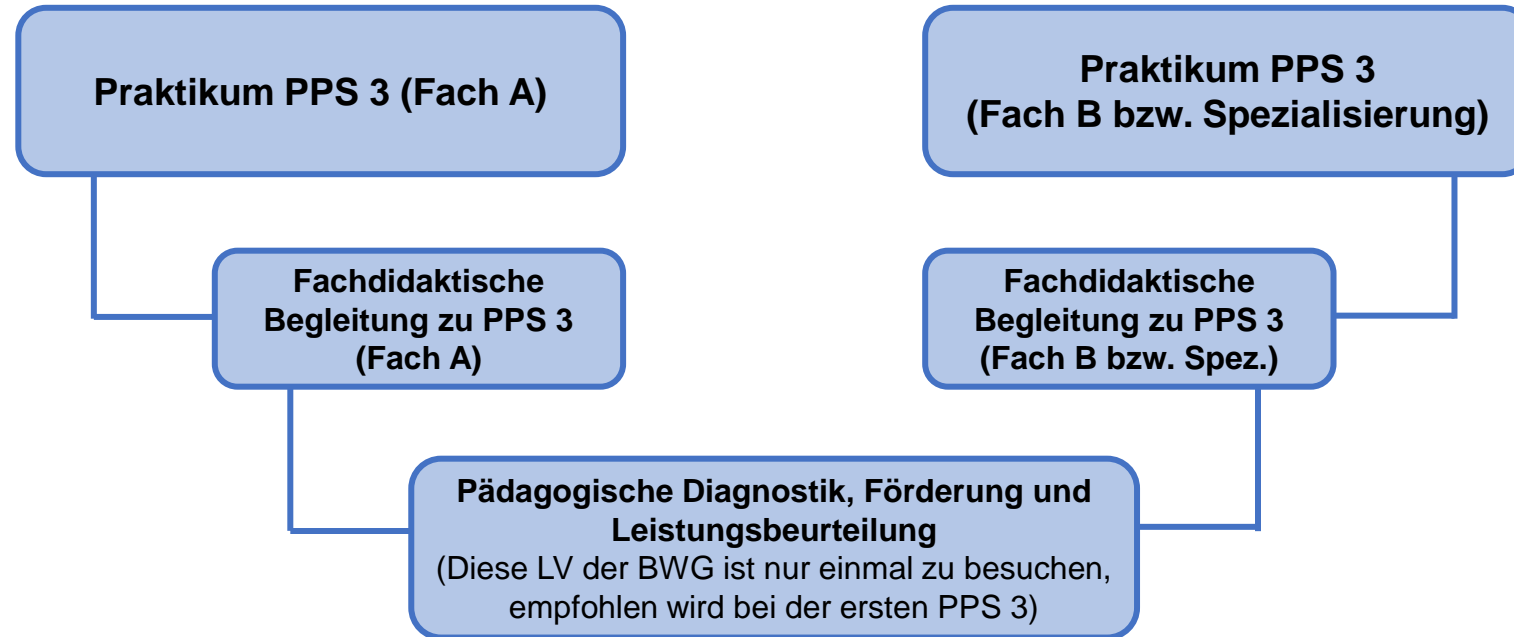 Praktikum PPS 3 (Fach A)
Praktikum PPS 3
(Fach B bzw. Spezialisierung)
Fachdidaktische
Begleitung zu PPS 3
(Fach A)
Fachdidaktische
Begleitung zu PPS 3
(Fach B bzw. Spez.)
Pädagogische Diagnostik, Förderung und
Leistungsbeurteilung
(Diese LV der BWG ist nur einmal zu besuchen,
empfohlen wird bei der ersten PPS 3)